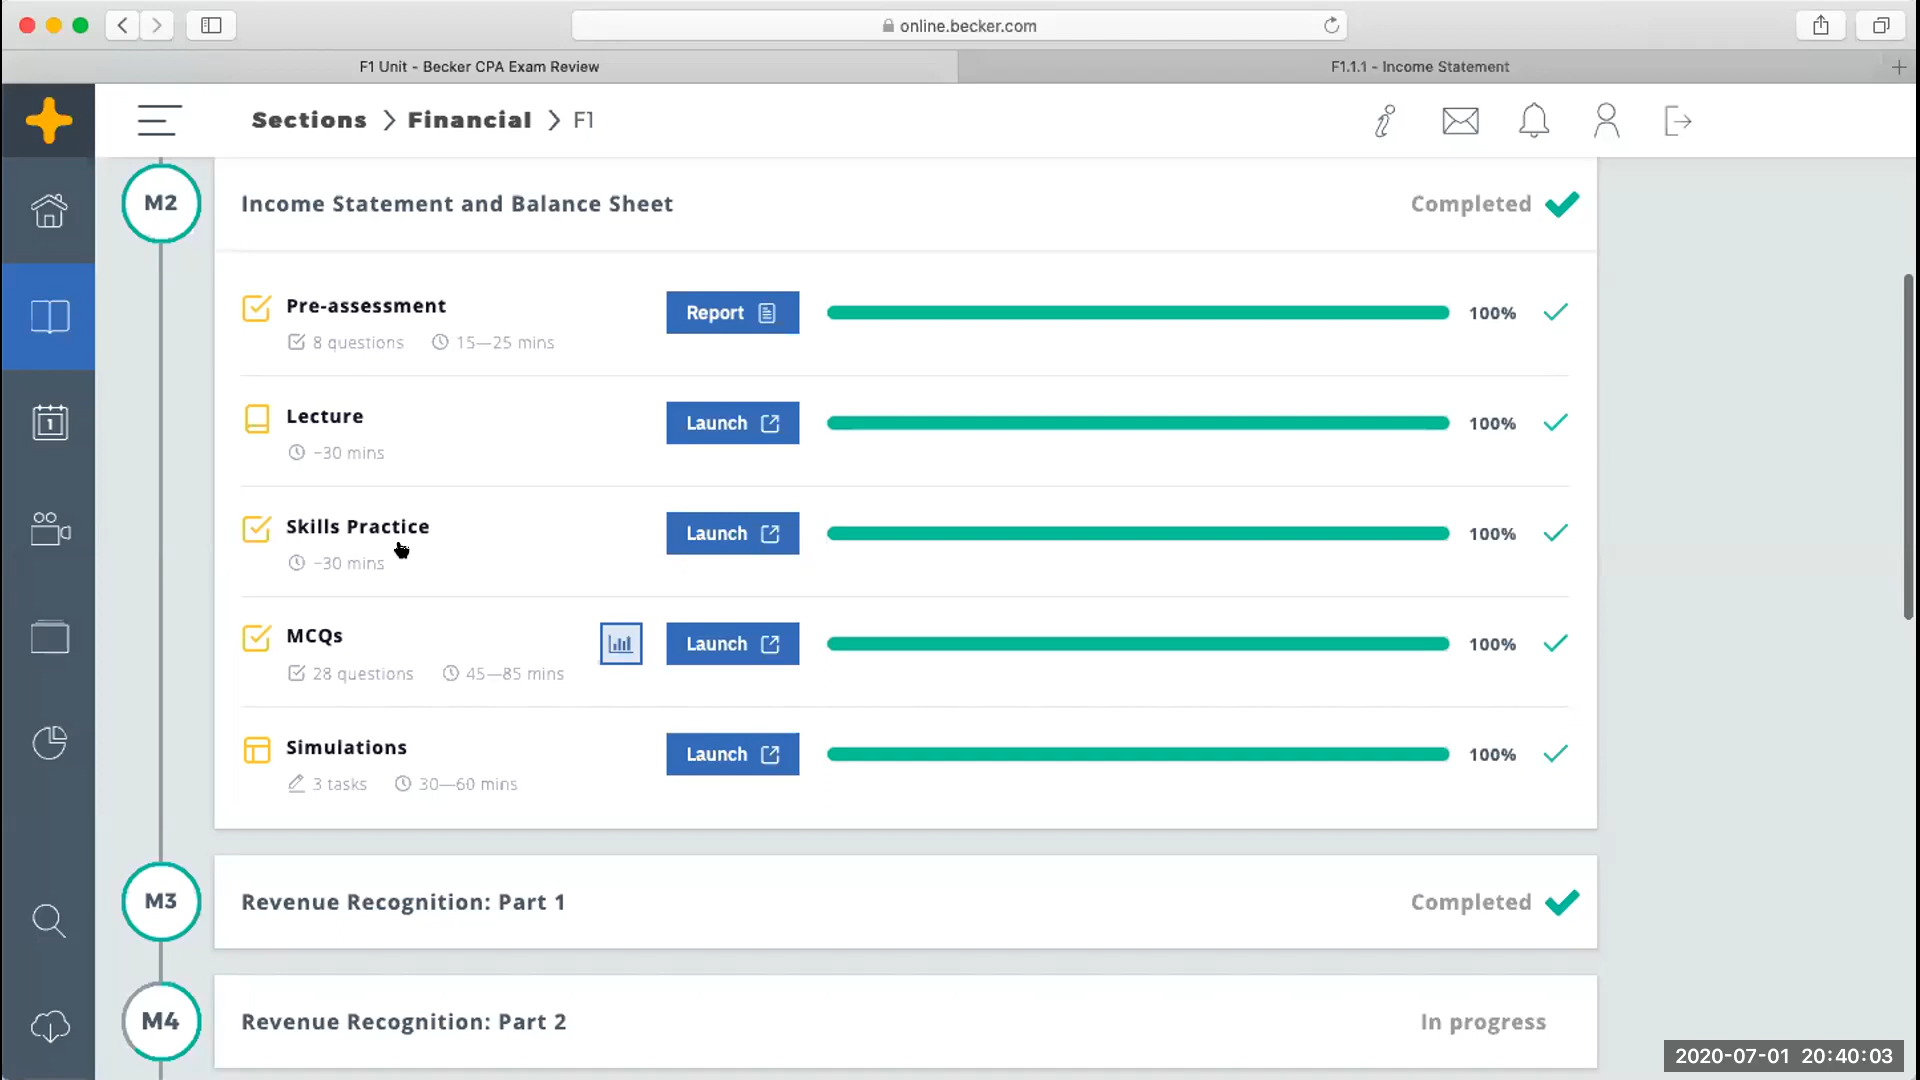 online.becker.com
F1 Unit - Becker CPA Exam Review
F1.1.1 - Income Statement
Sections > Financial > F1
M2
Income Statement and Balance Sheet
Completed
Pre-assessment
Report
100%
8 questions
15—25 mins
Lecture
Launch
100%
~30 mins
Skills Practice
Launch
100%
~30 mins
MCQs
Launch
100%
28 questions
45—85 mins
Simulations
Launch
100%
3 tasks
30—60 mins
M3
Revenue Recognition: Part 1
Completed
M4
Revenue Recognition: Part 2
In progress
1
2020-07-01 20:40:03